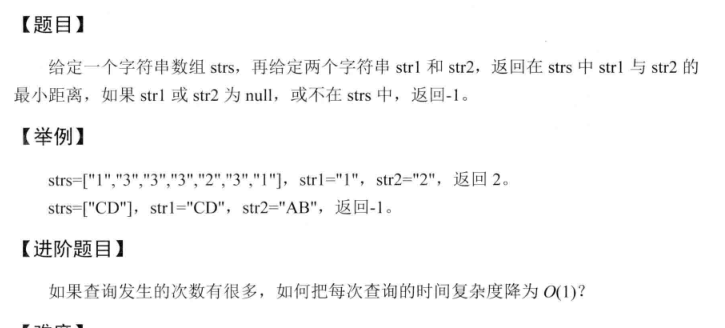 【题目】
给定一个字符串数组 strs，再给定两个字符串 str1 和 str2，返回在 strs 中 str1 与 str2 的
最小距离，如果 str1 或 str2 为 null，或不在 strs 中，返回-1。
【举例】
strs=["1","3","3","3","2","3","1"]，str1="1"，str2="2"，返回 2。
strs=["CD"]，str1="CD"，str2="AB"，返回-1。
【进阶题目】
如果查询发生的次数有很多，如何把每次查询的时间复杂度降为 O(1)？